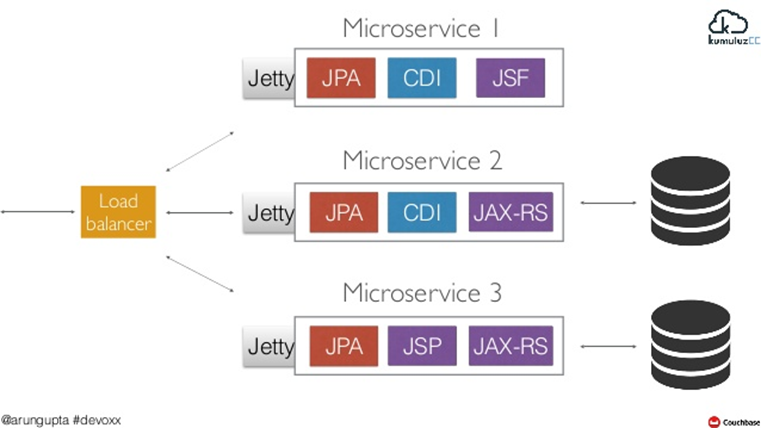 Microservice 1
kumuluzEE
Jetty JPA CDI JSF
Microservice 2
Load
balancer
Jetty JPA CDI JAX-RS
Microservice 3
Jetty JPA JSP JAX-RS
@arungupta #devoxx
Couchbase